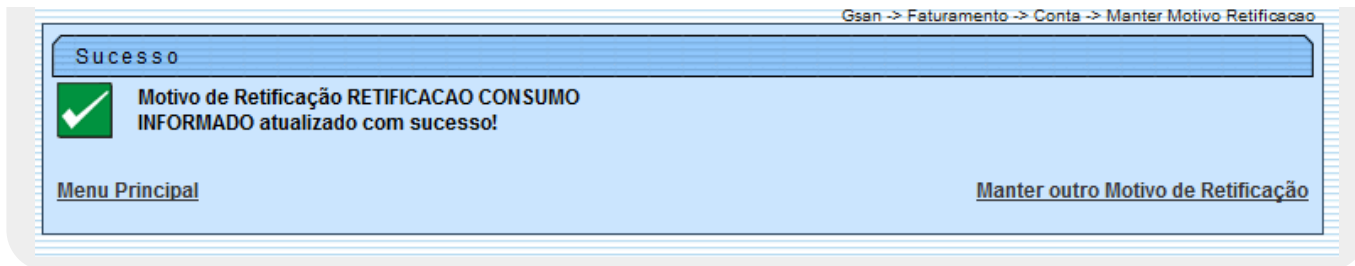 Gsan -> Faturamento -> Conta -> Manter Motivo Retificacao
Sucesso
Motivo de Retificação RETIFICACAO CONSUMO
INFORMADO atualizado com sucesso!
Menu Principal
Manter outro Motivo de Retificação